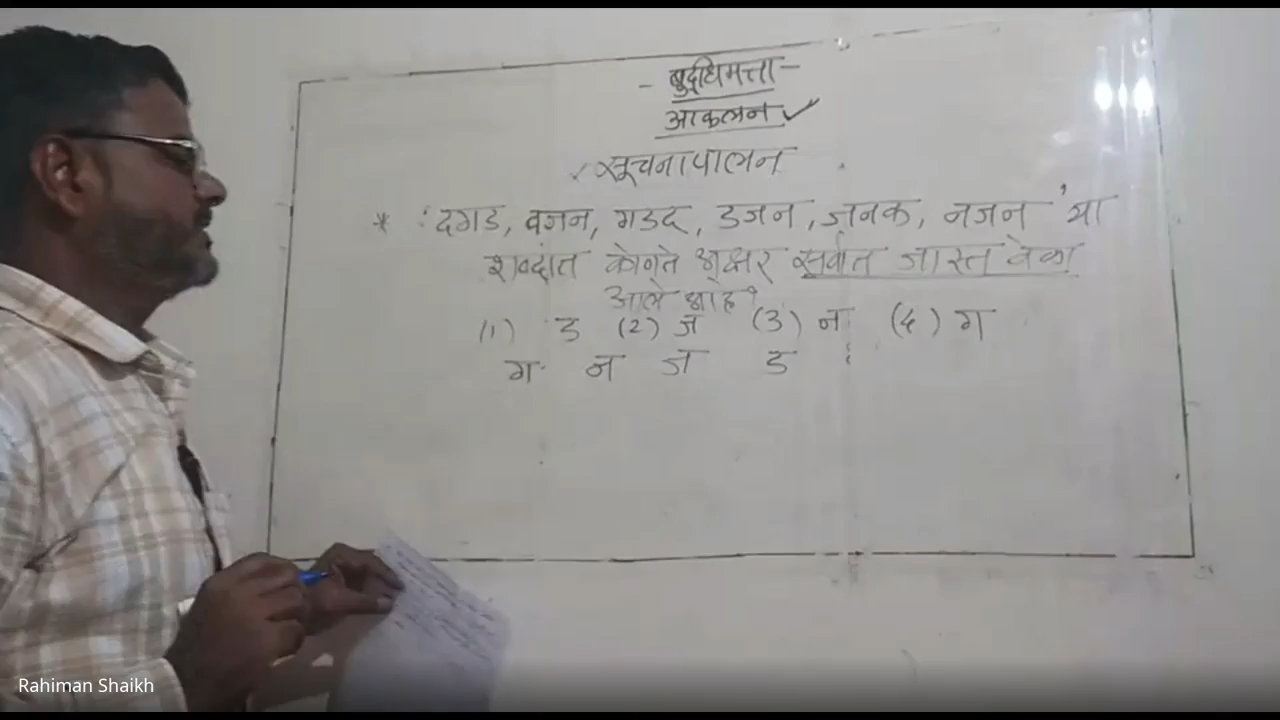 - बुद्धिमत्ता -
आकलन ✓
सूचनापालन
* 'दगड, वजन, गडद, डजन, जनक, नजन' या
शब्दांत कोणते अक्षर सर्वात जास्त वेळा
आले आहे?
(1) ड (2) ज (3) न (4) ग
ग न ज ड
Rahiman Shaikh